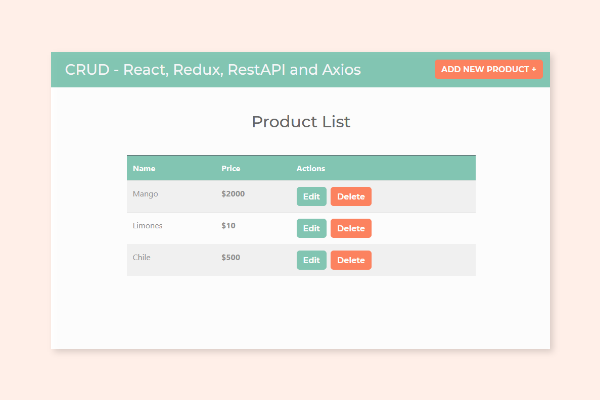 CRUD - React, Redux, RestAPI and Axios
ADD NEW PRODUCT +
Product List
Name Price Actions
Mango $2000 Edit Delete
Limones $10 Edit Delete
Chile $500 Edit Delete